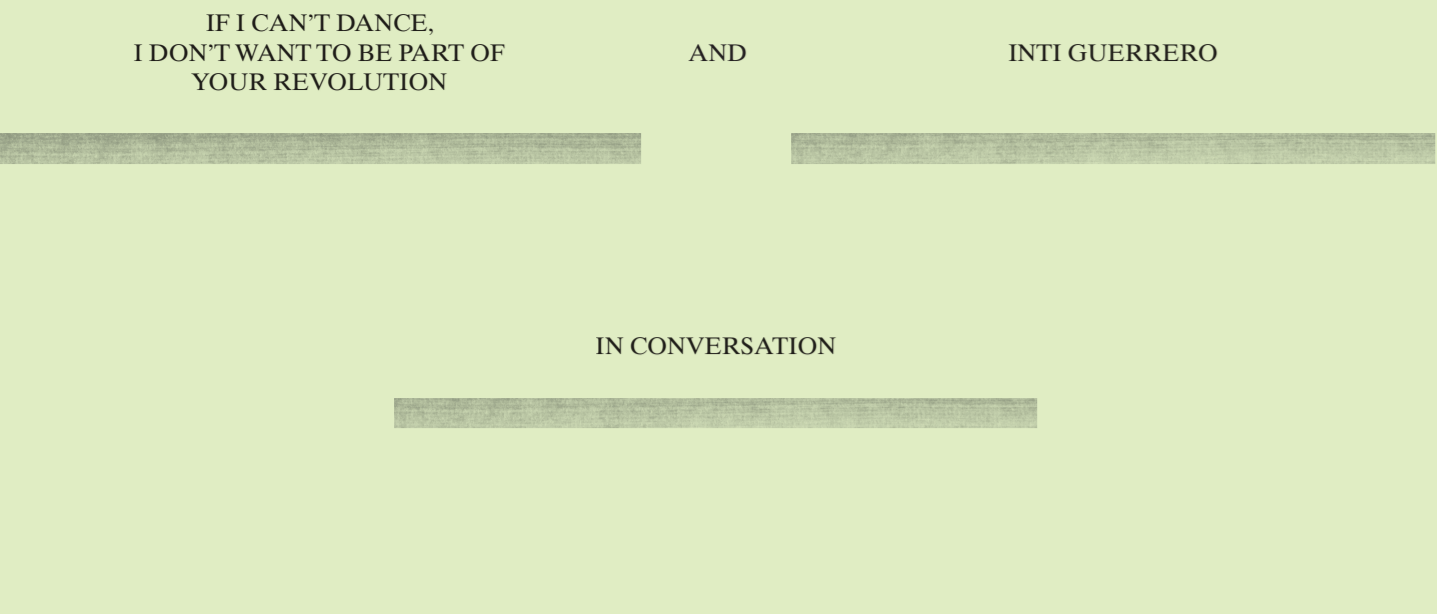 IF I CAN’T DANCE,
I DON’T WANT TO BE PART OF
YOUR REVOLUTION
AND
INTI GUERRERO
IN CONVERSATION